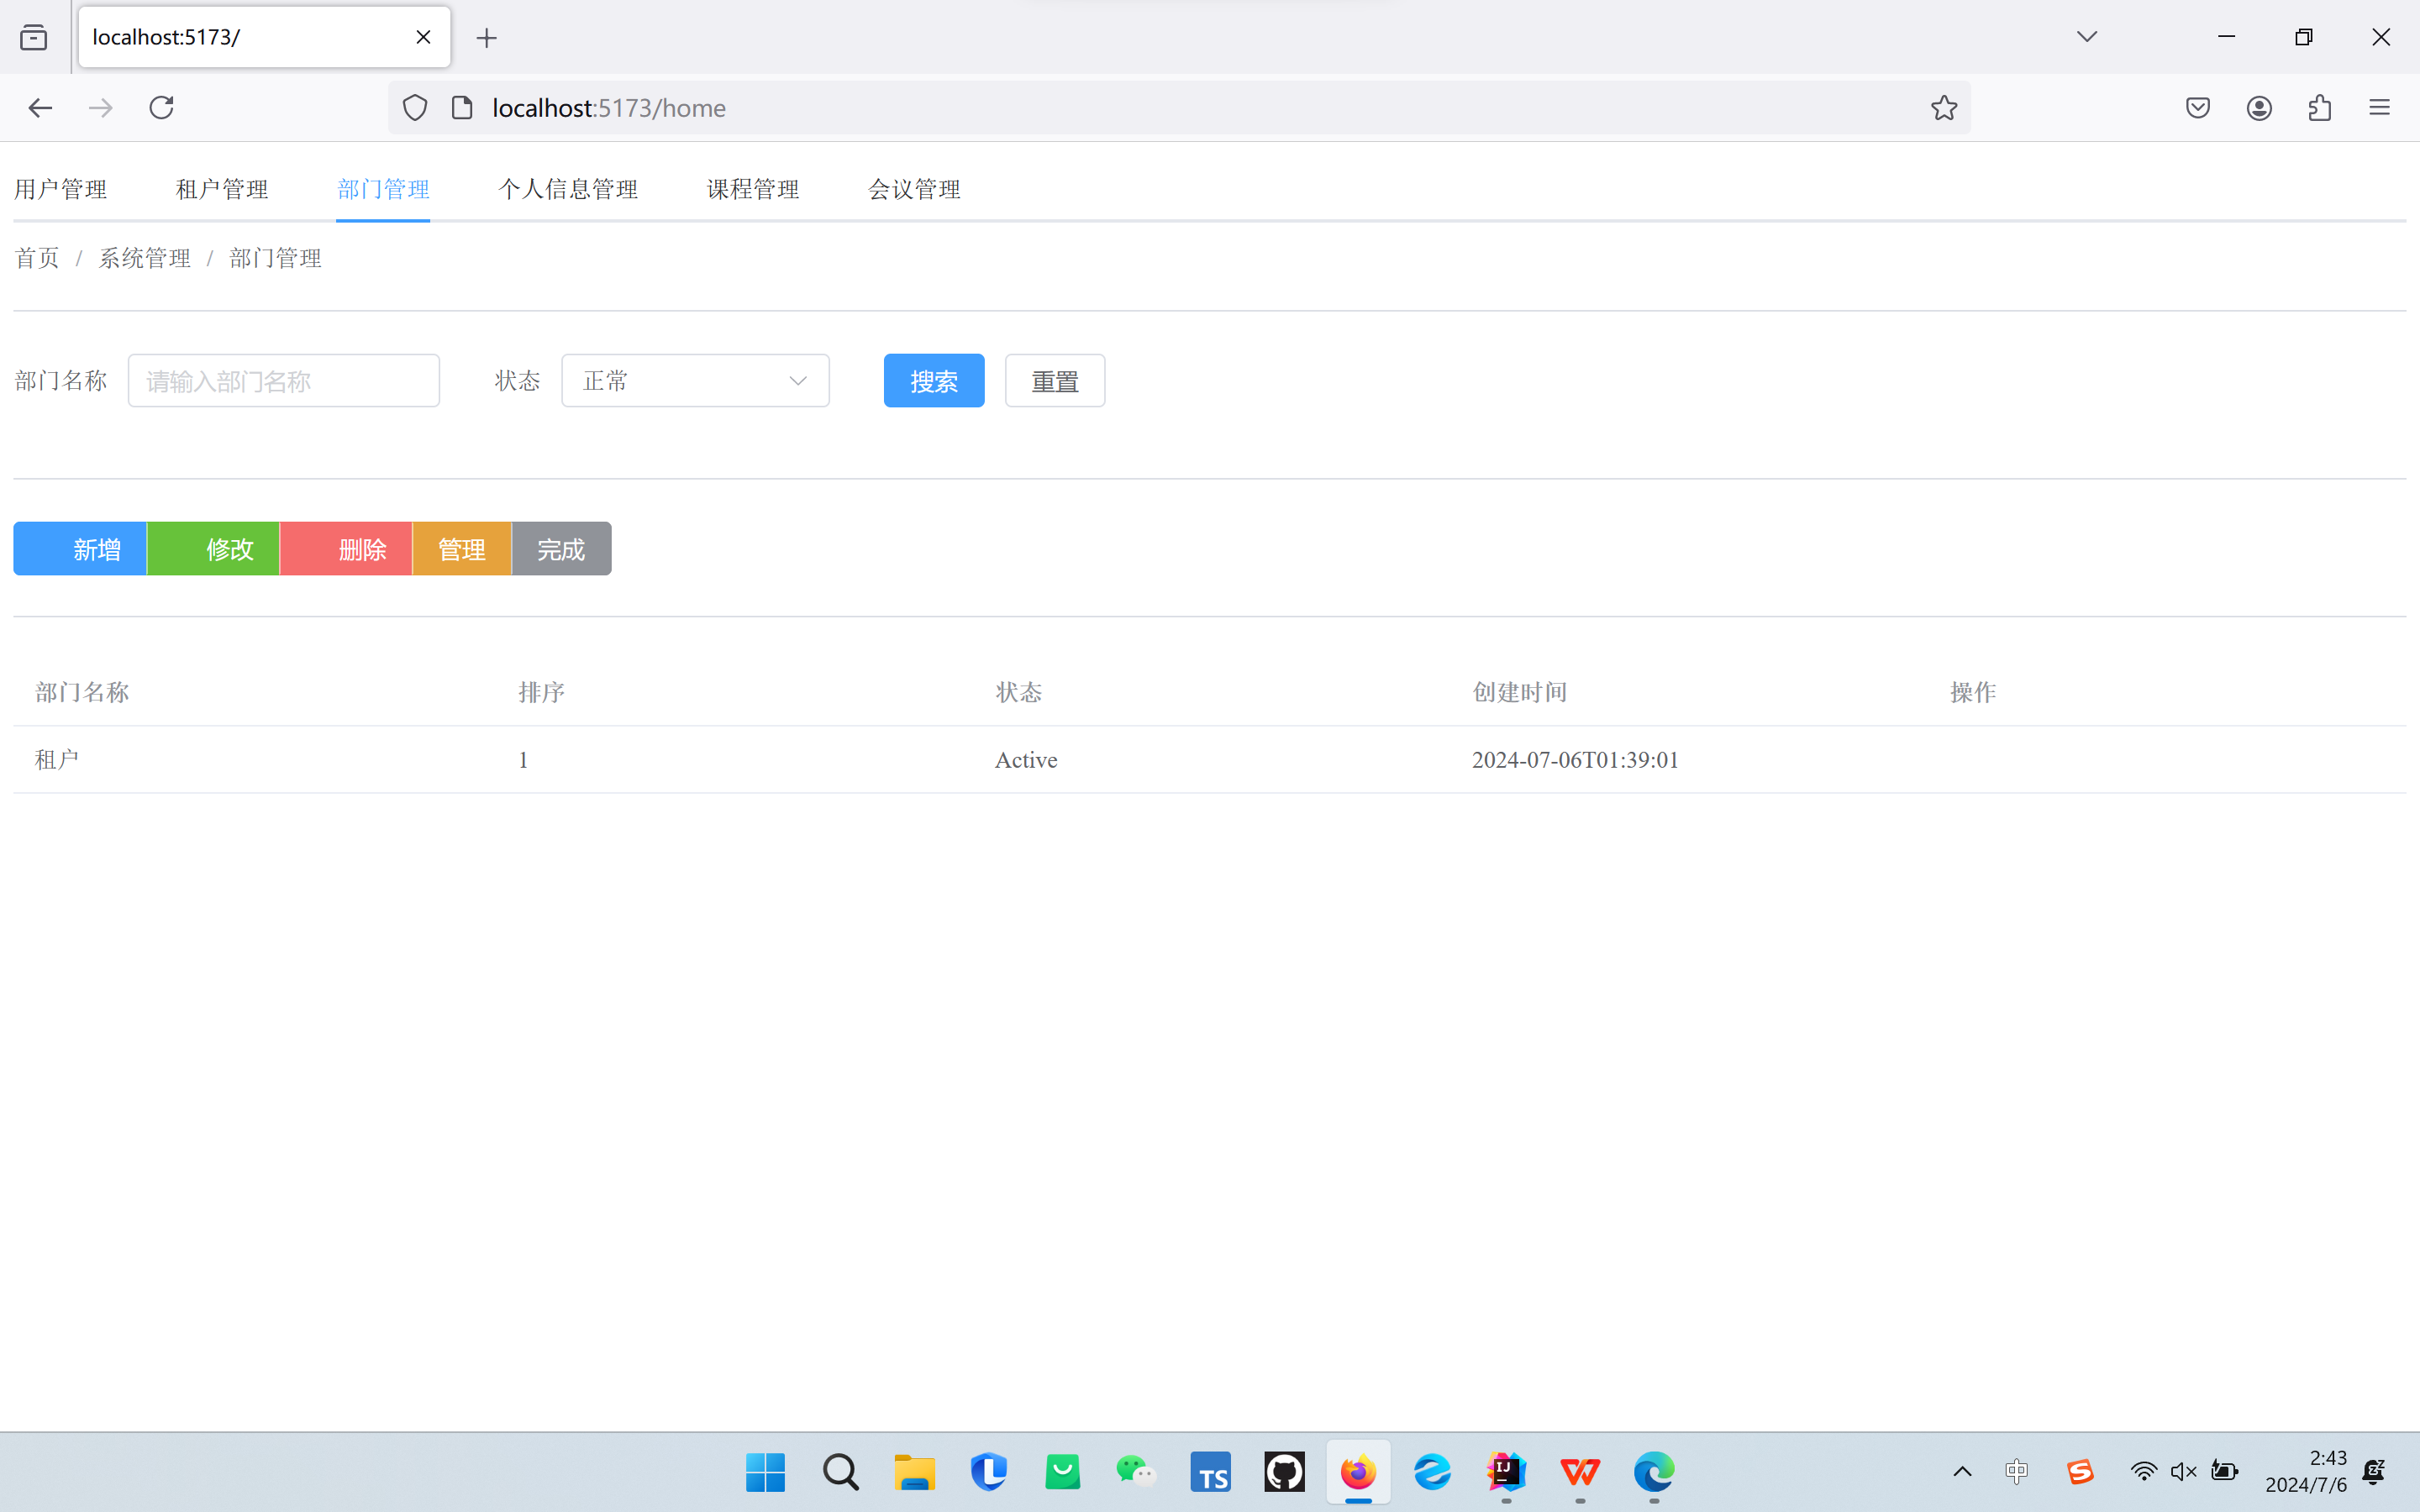 localhost:5173/
localhost:5173/home
用户管理 租户管理 部门管理 个人信息管理 课程管理 会议管理
首页 / 系统管理 / 部门管理
部门名称 请输入部门名称 状态 正常 搜索 重置
新增 修改 删除 管理 完成
部门名称 排序 状态 创建时间 操作
租户 1 Active 2024-07-06T01:39:01
TS IJ 中 2:43
2024/7/6